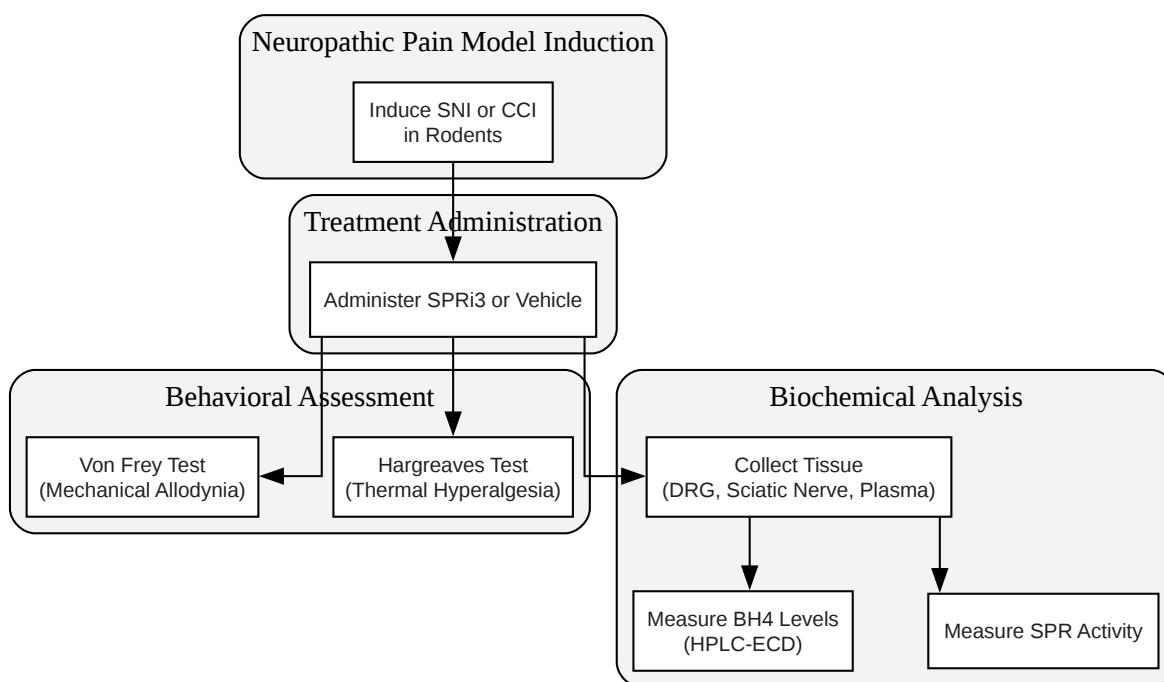 Neuropathic Pain Model Induction
Induce SNI or CCI
in Rodents
Treatment Administration
Administer SPRi3 or Vehicle
Behavioral Assessment
Von Frey Test
(Mechanical Allodynia)
Hargreaves Test
(Thermal Hyperalgesia)
Biochemical Analysis
Collect Tissue
(DRG, Sciatic Nerve, Plasma)
Measure BH4 Levels
(HPLC-ECD)
Measure SPR Activity